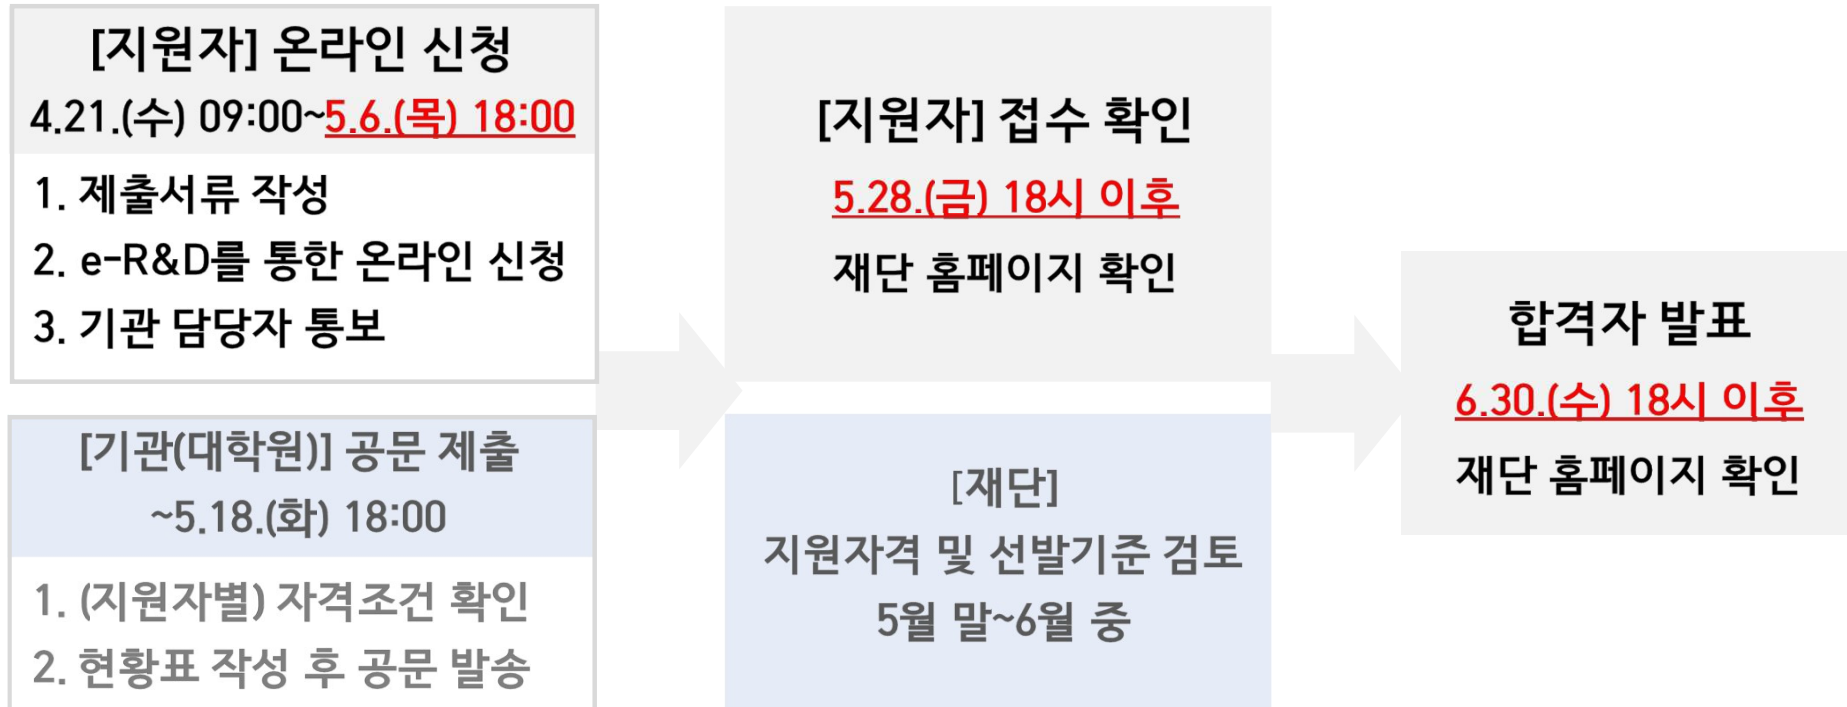 [지원자] 온라인 신청
4.21.(수) 09:00~5.6.(목) 18:00
1. 제출서류 작성
2. e-R&D를 통한 온라인 신청
3. 기관 담당자 통보
[기관(대학원)] 공문 제출
~5.18.(화) 18:00
1. (지원자별) 자격조건 확인
2. 현황표 작성 후 공문 발송
[지원자] 접수 확인
5.28.(금) 18시 이후
재단 홈페이지 확인
[재단]
지원자격 및 선발기준 검토
5월 말~6월 중
합격자 발표
6.30.(수) 18시 이후
재단 홈페이지 확인